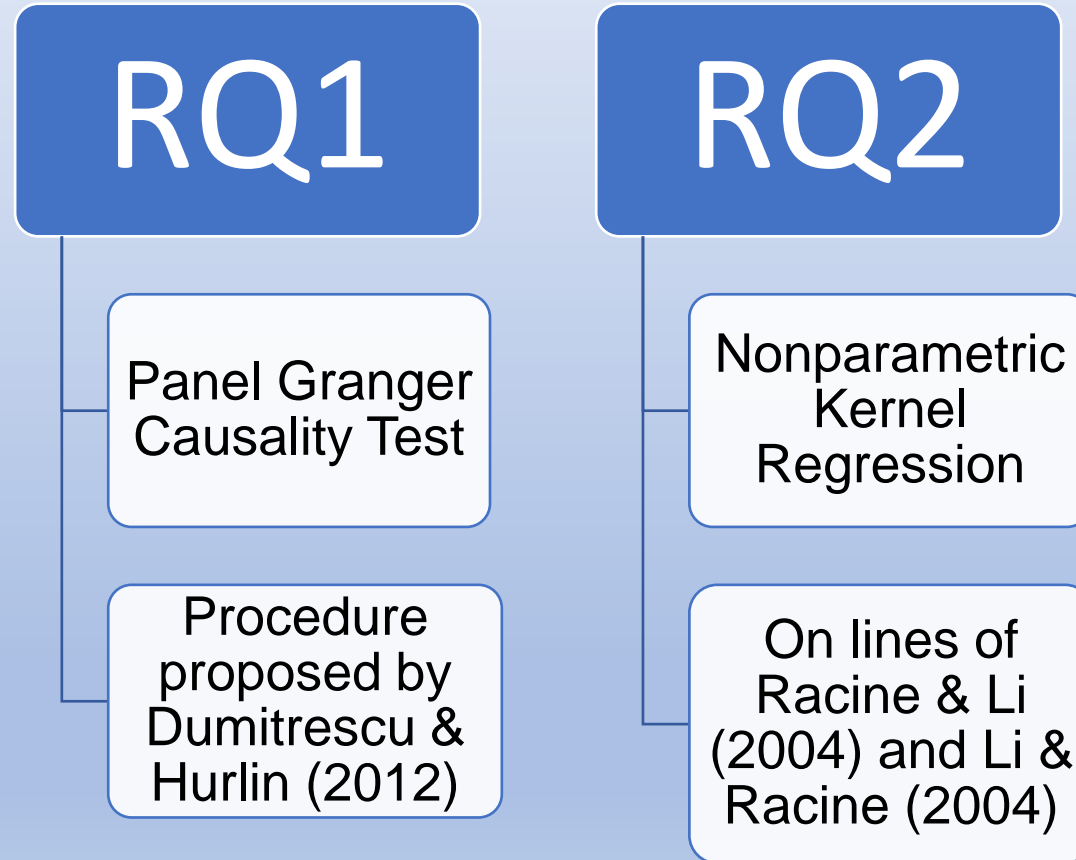 RQ1
Panel Granger
Causality Test
Procedure
proposed by
Dumitrescu &
Hurlin (2012)
RQ2
Nonparametric
Kernel
Regression
On lines of
Racine & Li
(2004) and Li &
Racine (2004)